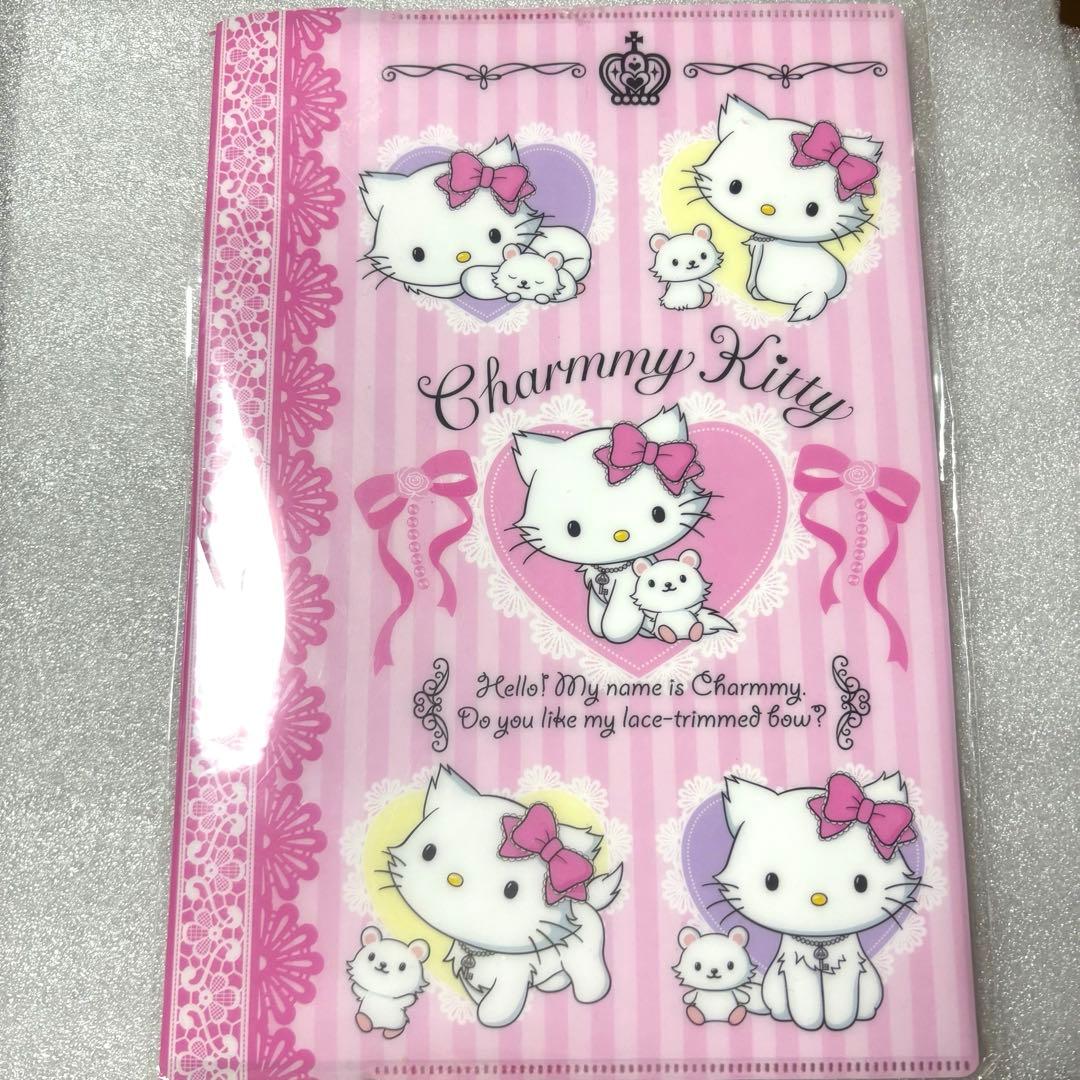 Charmmy Kitty
Hello! My name is Charmmy.
Do you like my lace-trimmed bow?